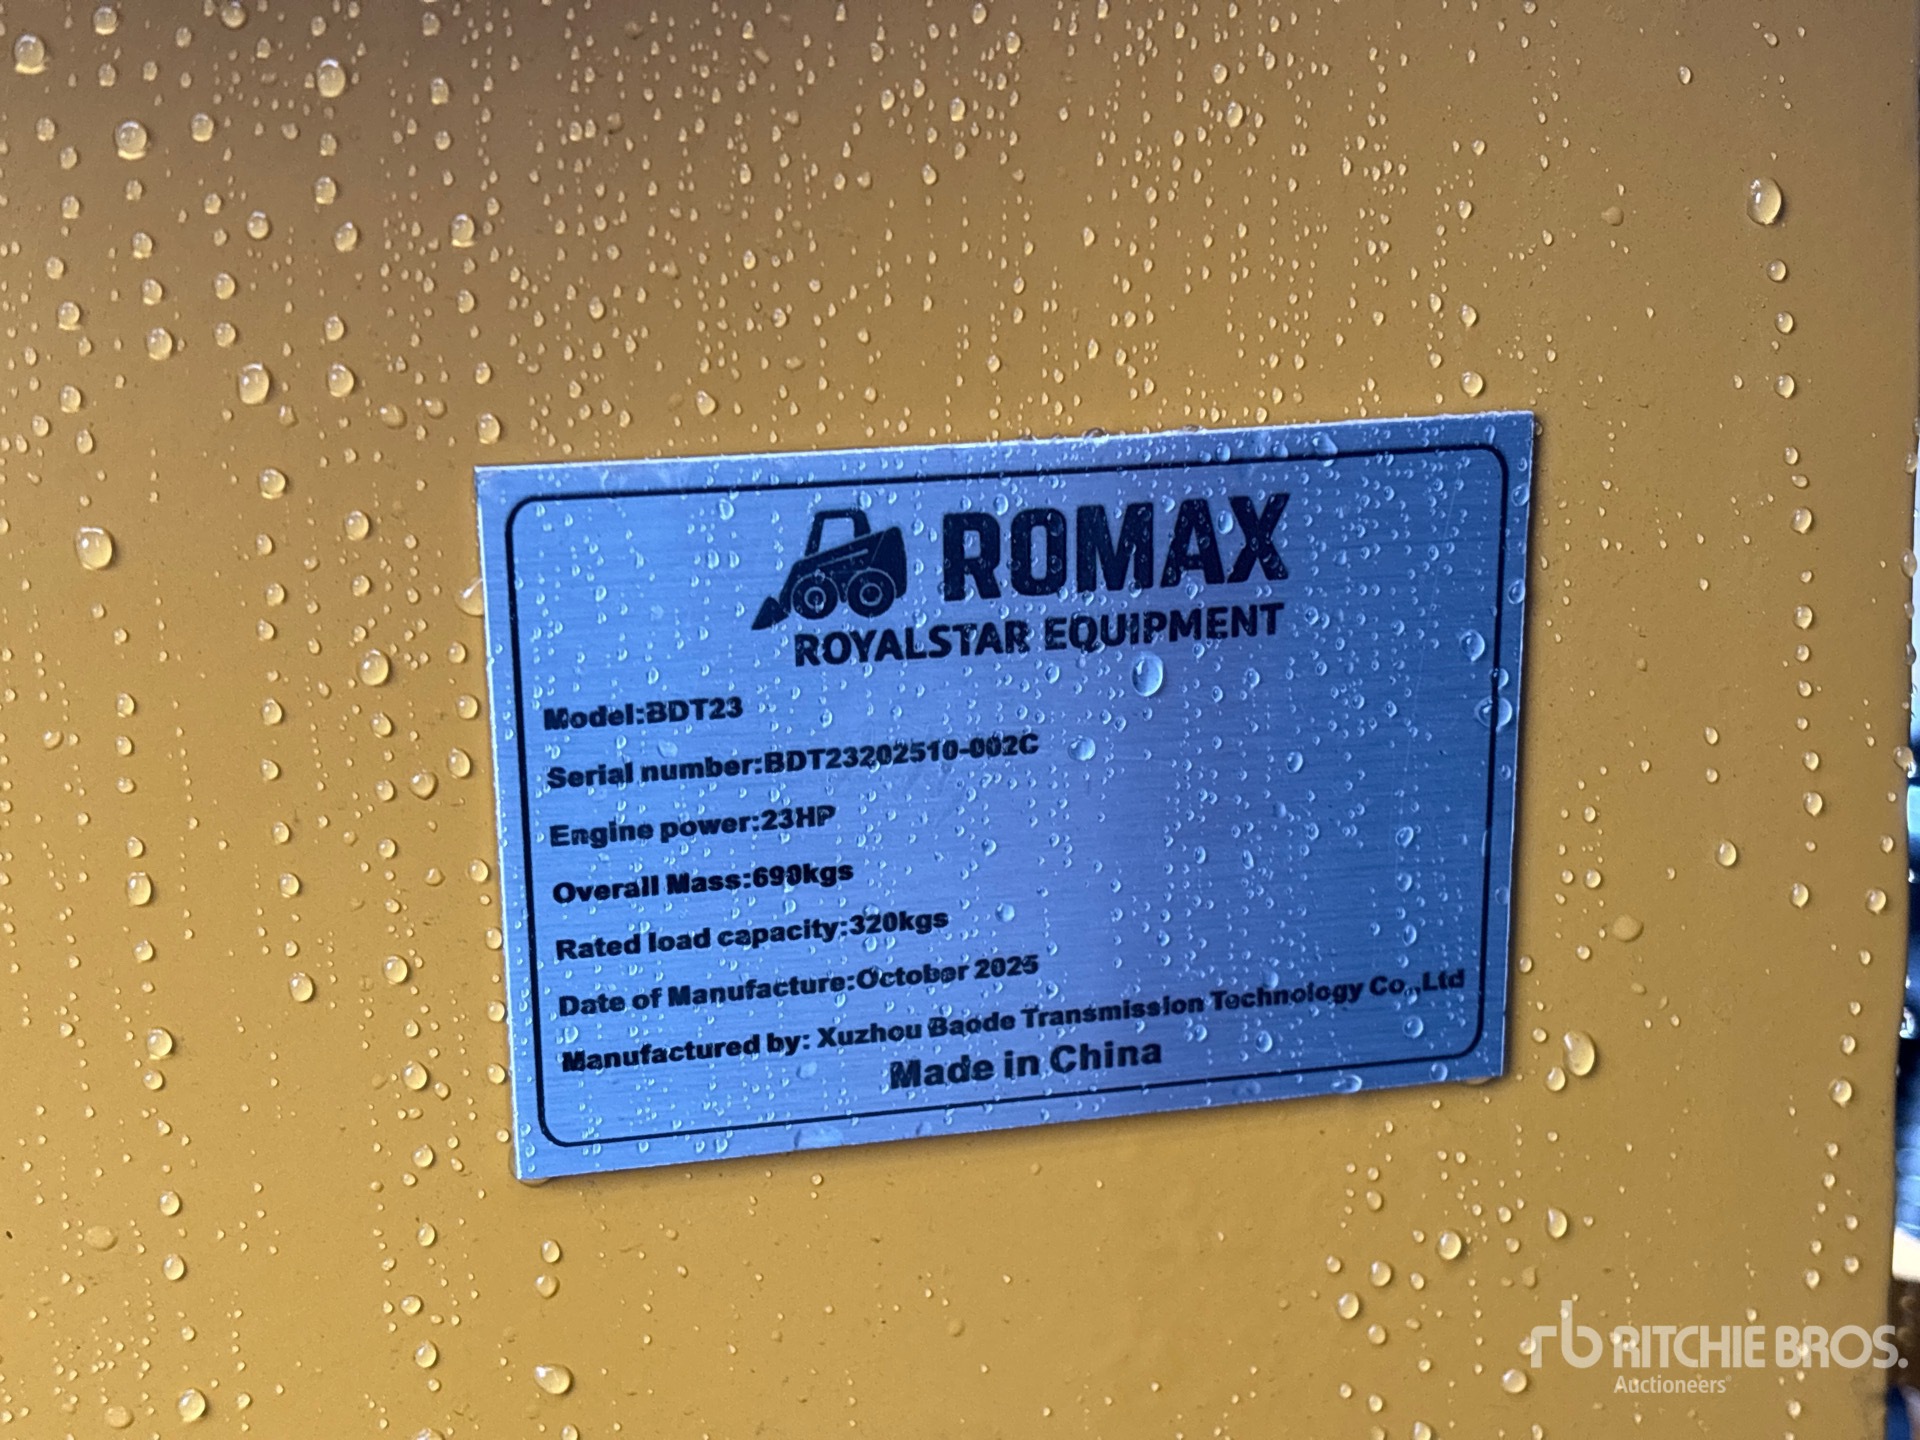 ROMAX
ROYALSTAR EQUIPMENT
Model:BDT23
Serial number:BDT23202510-002C
Engine power:23HP
Overall Mass:690kgs
Rated load capacity:320kgs
Date of Manufacture:October 2025
Manufactured by: Xuzhou Baode Transmission Technology Co.,Ltd
Made in China
rb RITCHIE BROS.
Auctioneers